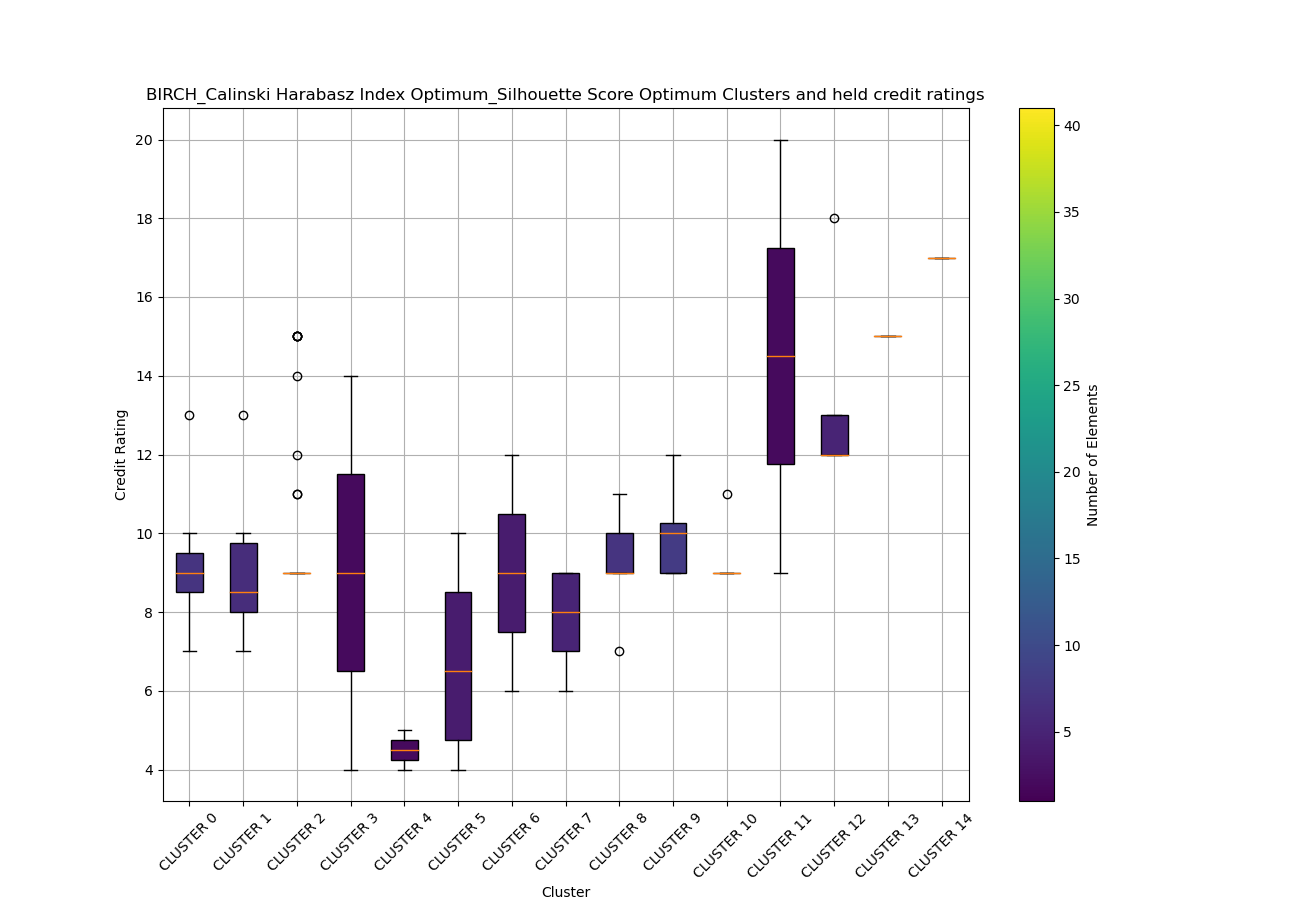 BIRCH_Calinski Harabasz Index Optimum_Silhouette Score Optimum Clusters and held credit ratings
20
18
16
14
12
10
8
6
4
Credit Rating
CLUSTER 0
CLUSTER 1
CLUSTER 2
CLUSTER 3
CLUSTER 4
CLUSTER 5
CLUSTER 6
CLUSTER 7
CLUSTER 8
CLUSTER 9
CLUSTER 10
CLUSTER 11
CLUSTER 12
CLUSTER 13
CLUSTER 14
Cluster
40
35
30
25
20
15
10
5
Number of Elements